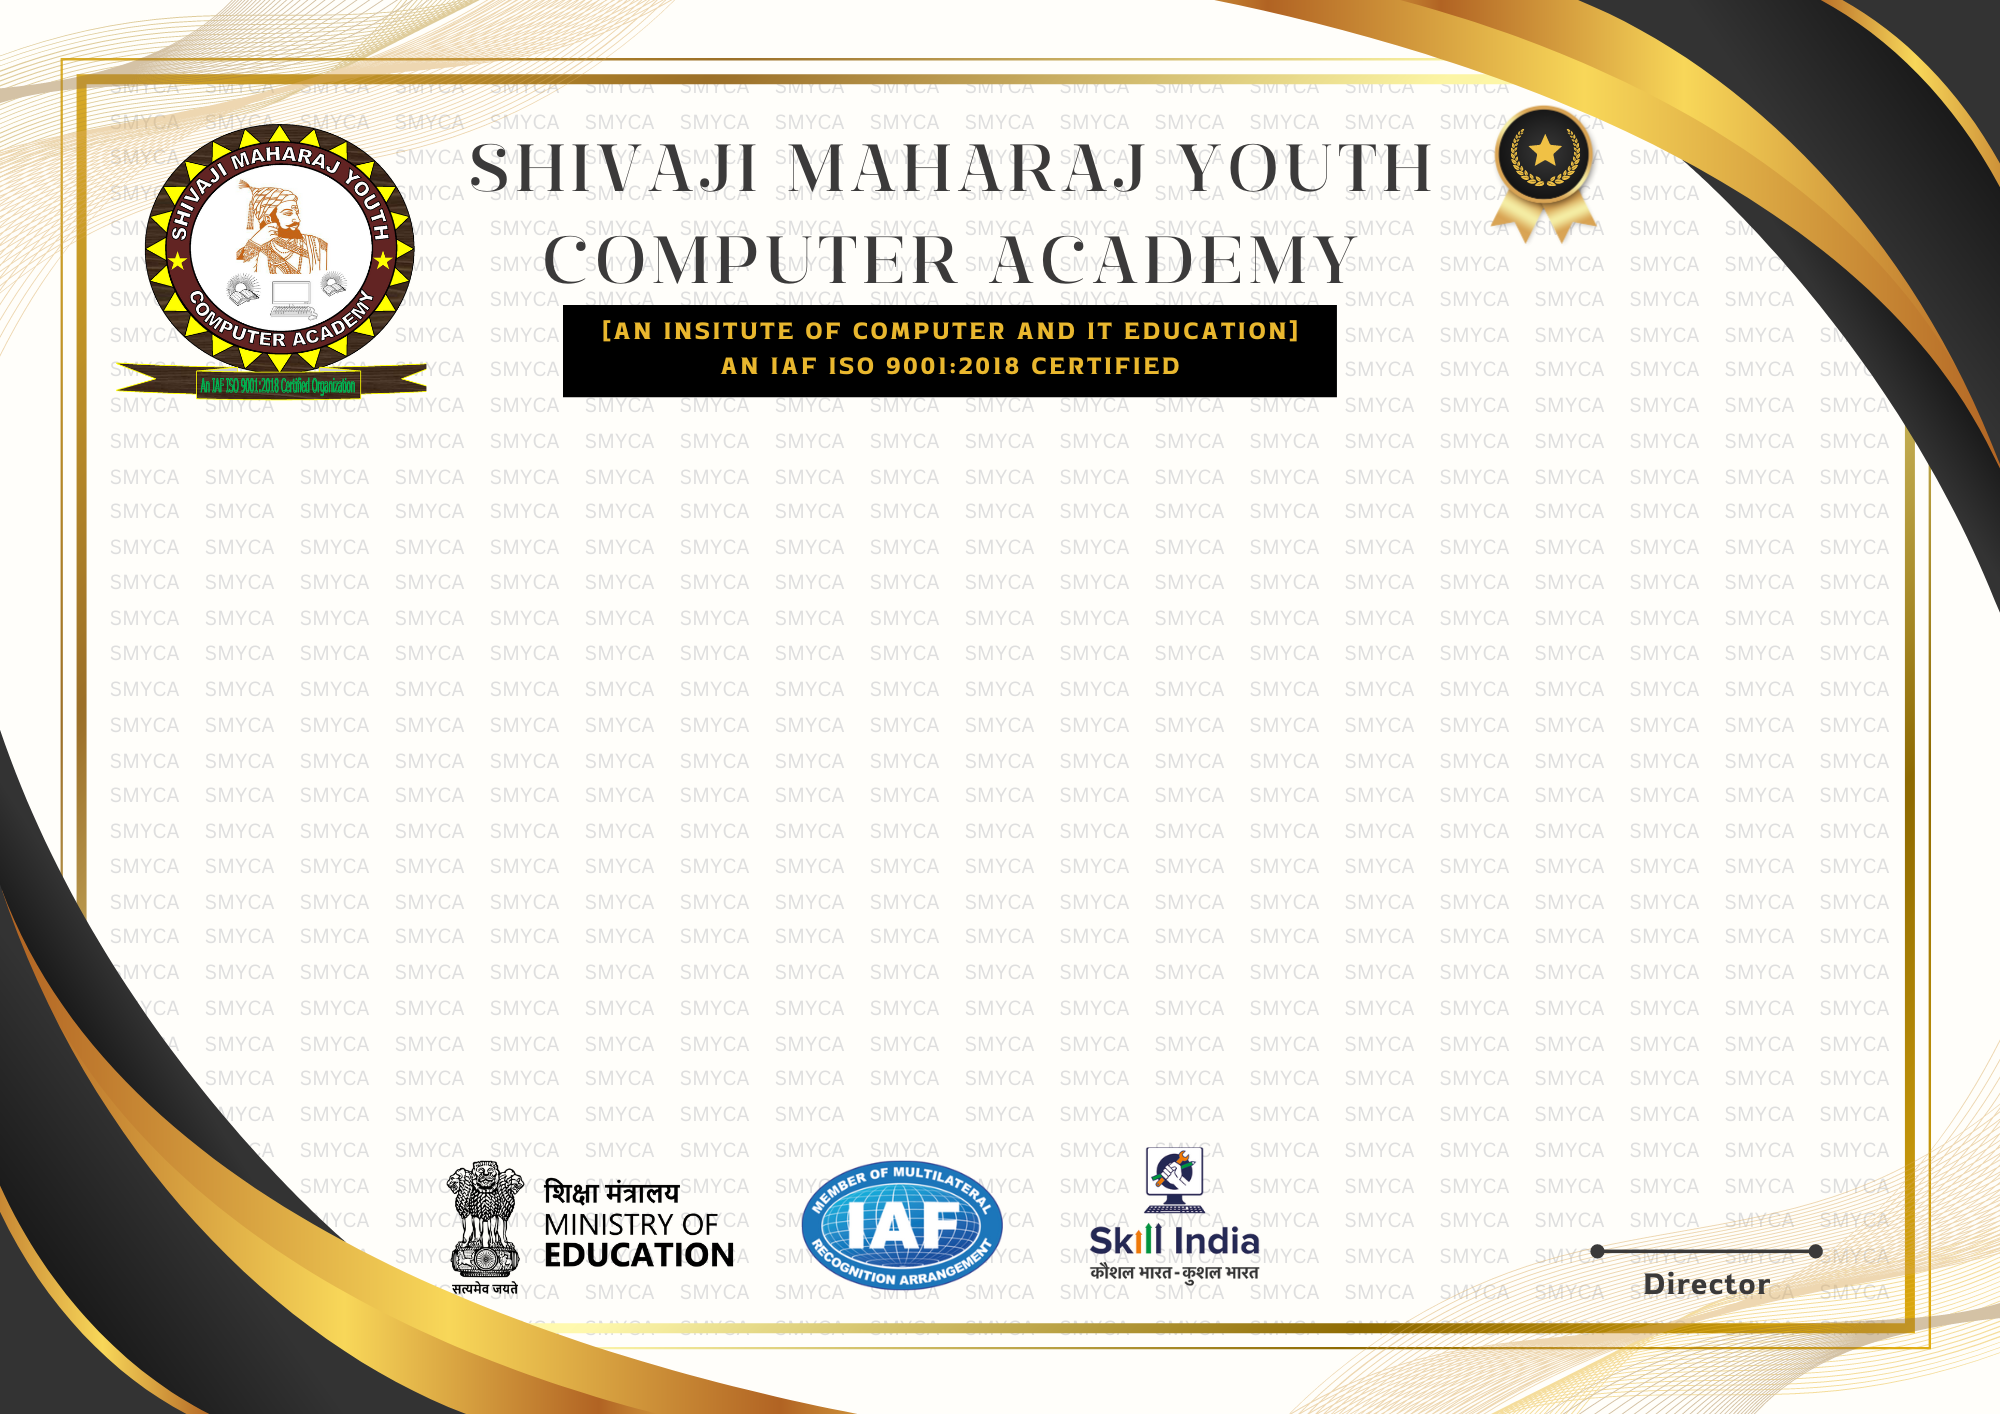 SHIVAJI MAHARAJ YOUTH
COMPUTER ACADEMY
[AN INSITUTE OF COMPUTER AND IT EDUCATION]
AN IAF ISO 9001:2018 CERTIFIED
SHIVAJI MAHARAJ YOUTH
COMPUTER ACADEMY
An IAF ISO 9001:2018 Certified Organization
SMYCA
शिक्षा मंत्रालय
MINISTRY OF
EDUCATION
सत्यमेव जयते
MEMBER OF MULTILATERAL
IAF
RECOGNITION ARRANGEMENT
Skill India
कौशल भारत - कुशल भारत
Director